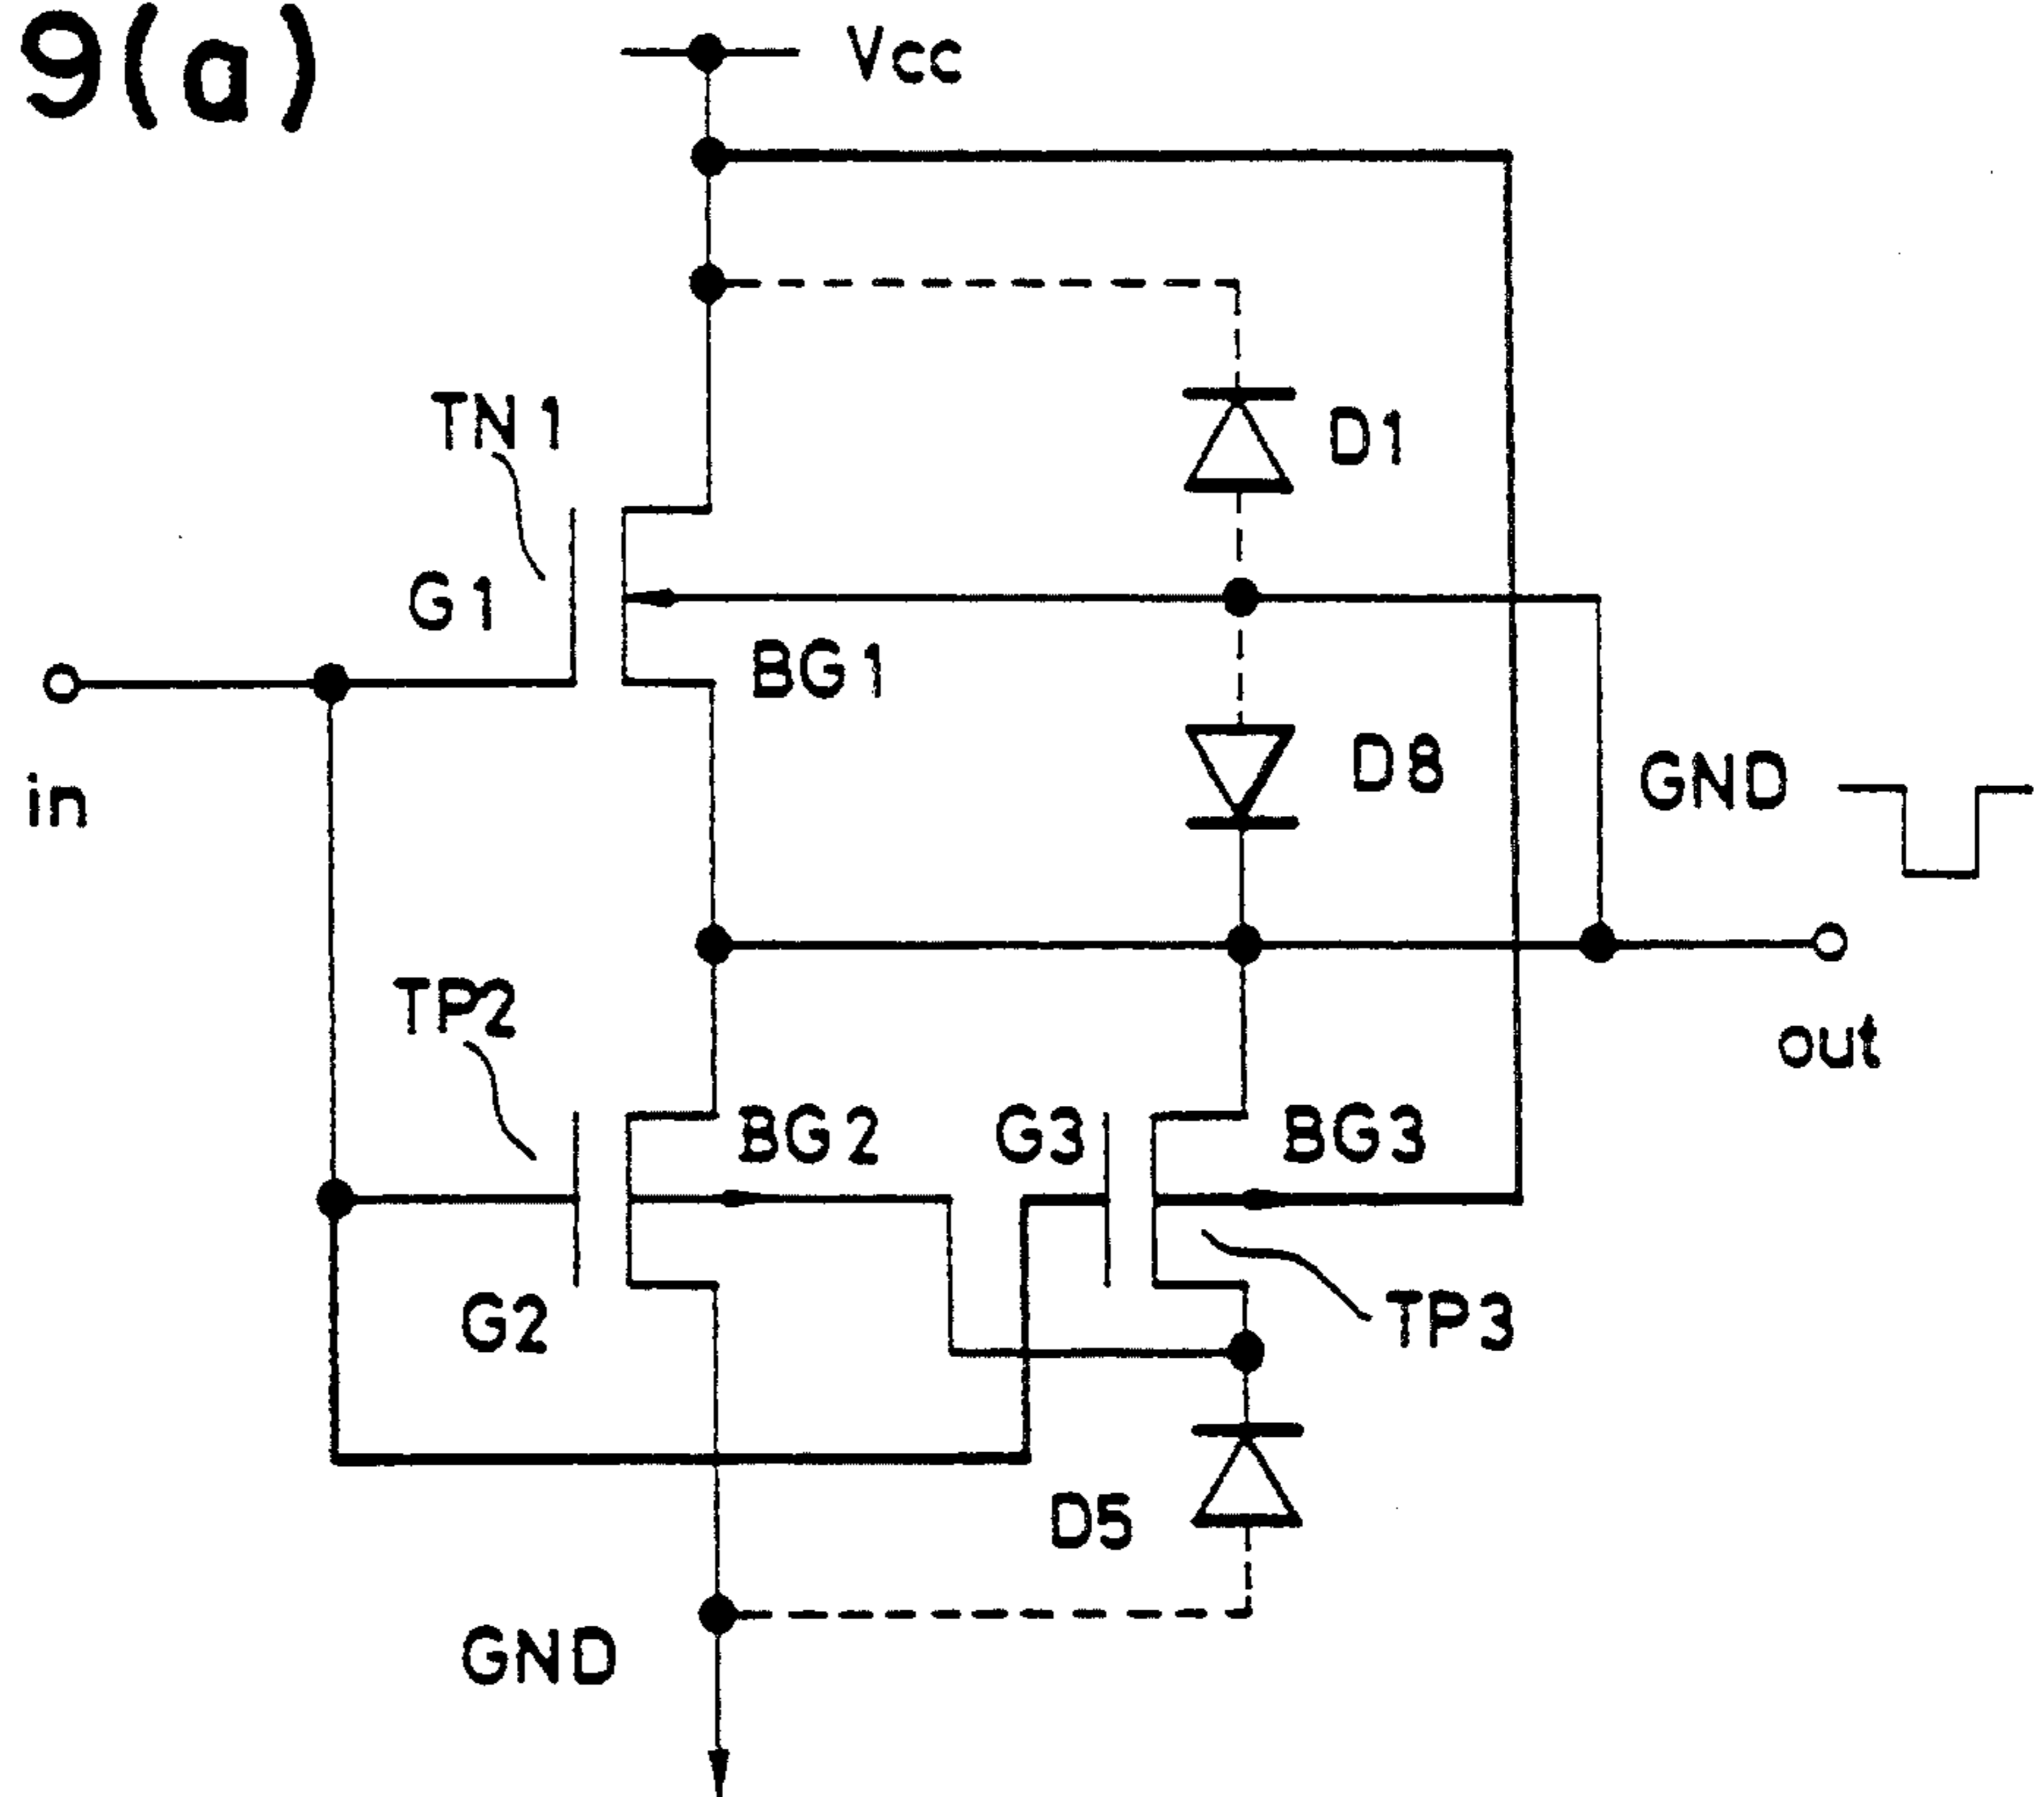 9(a)
Vcc
TN1
D1
G1
BG1
in
D8
GND
TP2
out
BG2
G3
BG3
G2
TP3
D5
GND